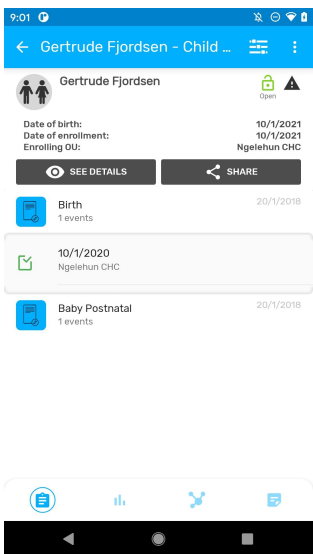 9:01
Gertrude Fjordsen - Child ...
Gertrude Fjordsen
Open
Date of birth: 10/1/2021
Date of enrollment: 10/1/2021
Enrolling OU: Ngelehun CHC
SEE DETAILS SHARE
Birth 20/1/2018
1 events
10/1/2020
Ngelehun CHC
Baby Postnatal 20/1/2018
1 events